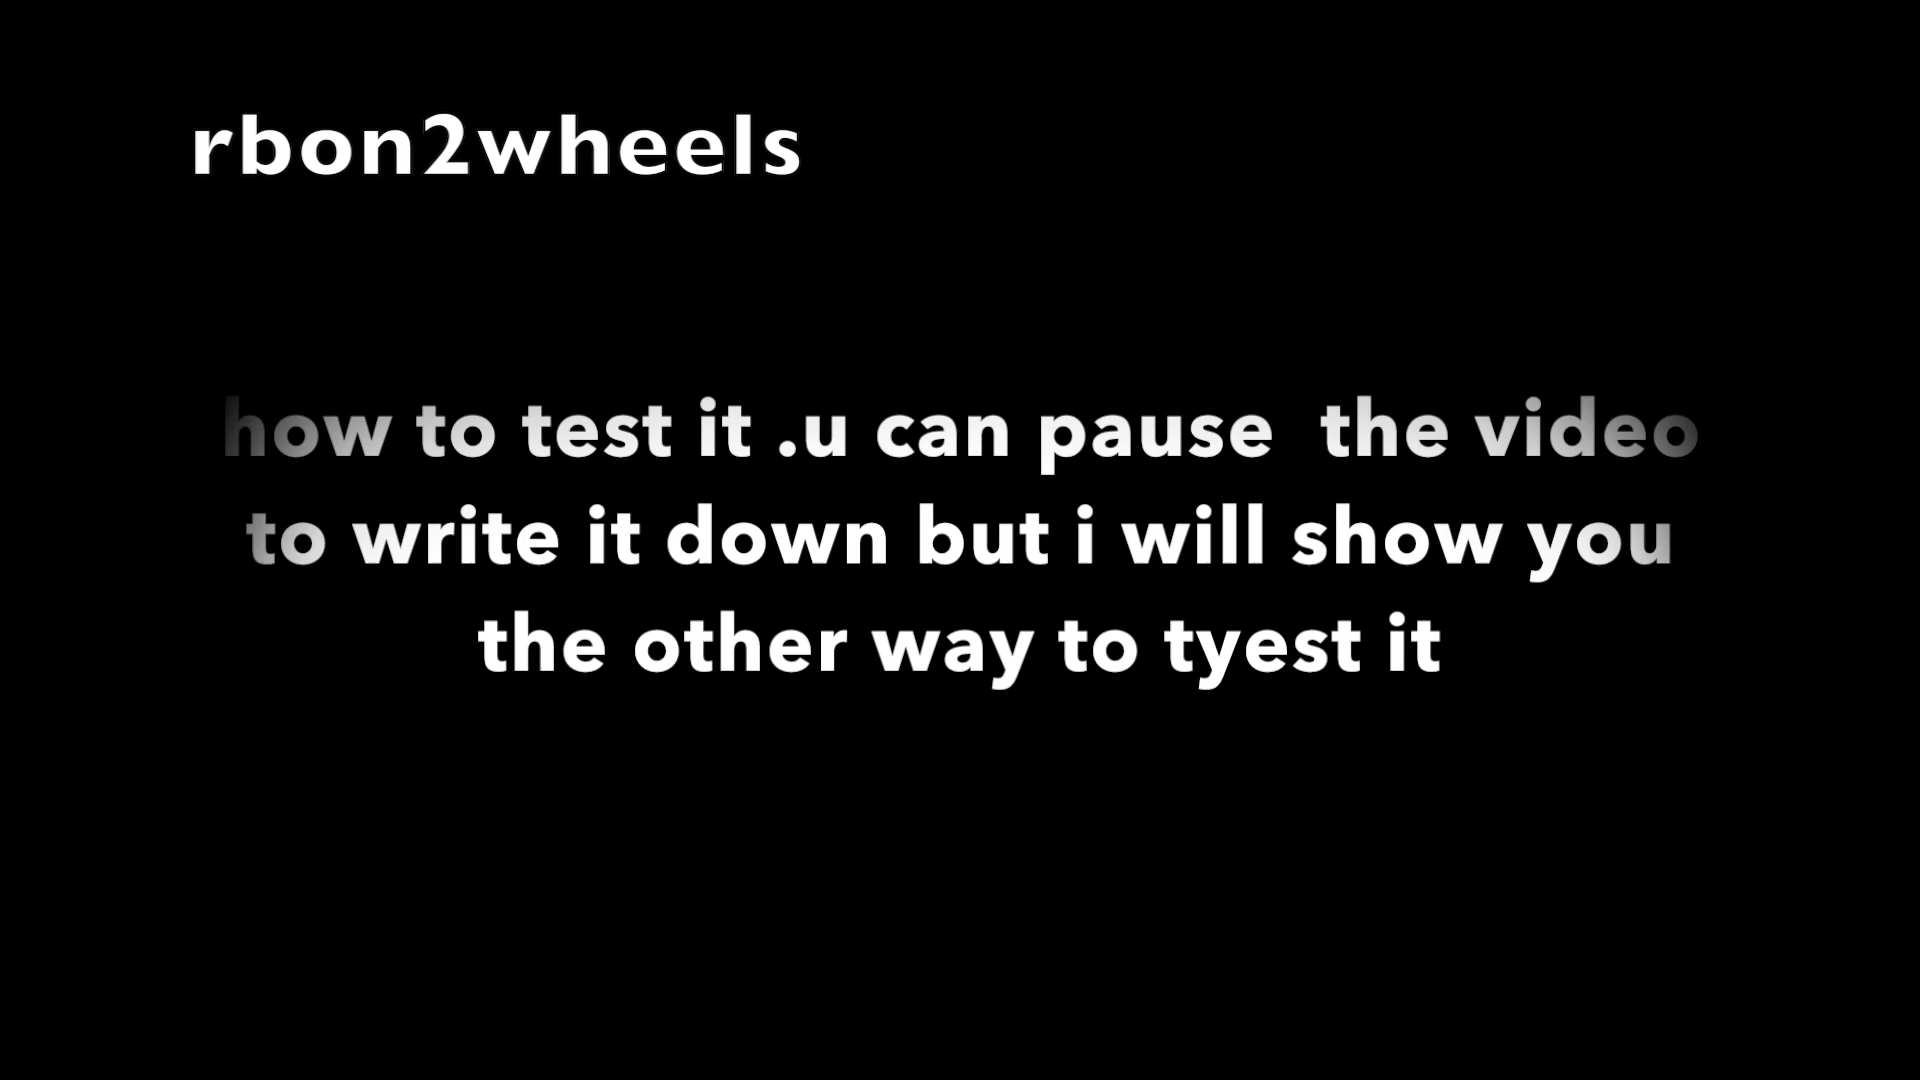 rbon2wheels
how to test it .u can pause  the video
to write it down but i will show you
the other way to tyest it